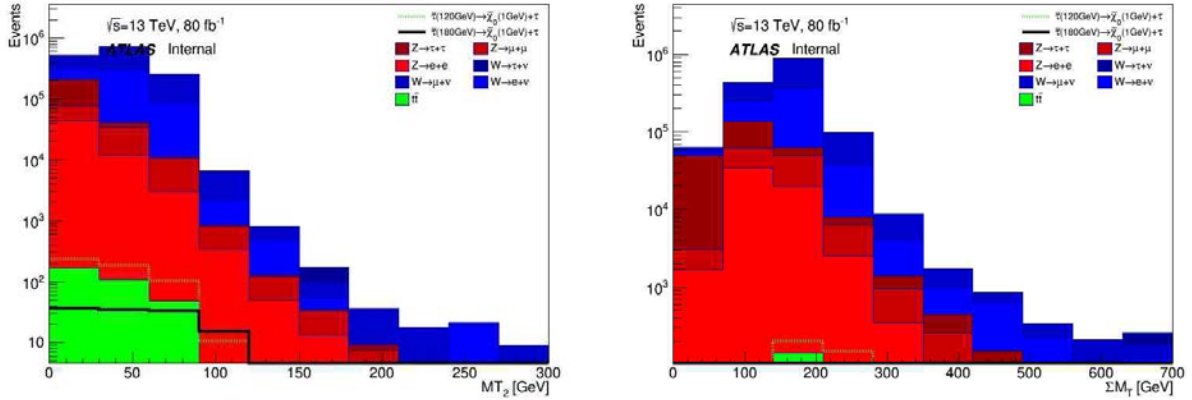 Events
√s=13 TeV, 80 fb⁻¹
ATLAS Internal
τ̃(120GeV)→χ̃₀(1GeV)+τ
τ̃(180GeV)→χ̃₀(1GeV)+τ
Z→τ+τ Z→μ+μ
Z→e+e W→τ+ν
W→μ+ν W→e+ν
tt̄
10⁶
10⁵
10⁴
10³
10²
10
0 50 100 150 200 250 300
MT₂ [GeV]
Events
√s=13 TeV, 80 fb⁻¹
ATLAS Internal
τ̃(120GeV)→χ̃₀(1GeV)+τ
τ̃(180GeV)→χ̃₀(1GeV)+τ
Z→τ+τ Z→μ+μ
Z→e+e W→τ+ν
W→μ+ν W→e+ν
tt̄
10⁶
10⁵
10⁴
10³
0 100 200 300 400 500 600 700
ΣM_T [GeV]